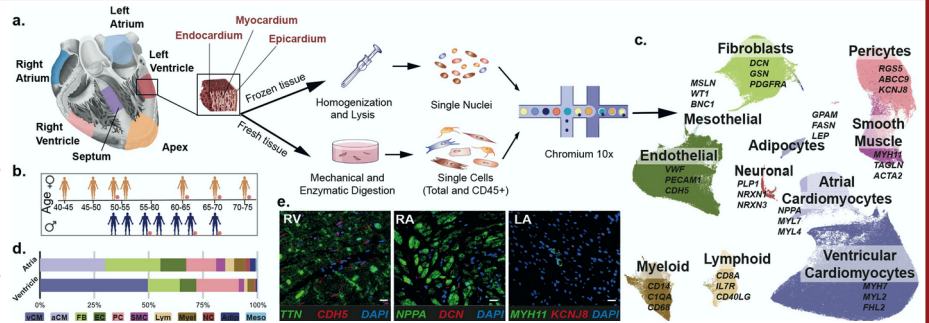 a.
Left
Atrium
Right
Atrium
Left
Ventricle
Right
Ventricle
Septum
Apex
Endocardium
Myocardium
Epicardium
Frozen tissue
Fresh tissue
Homogenization
and Lysis
Single Nuclei
Mechanical and
Enzymatic Digestion
Single Cells
(Total and CD45+)
Chromium 10x
b.
Age
♀
♂
40-45 45-50 50-55 55-60 60-65 65-70 70-75
c.
Fibroblasts
DCN
GSN
PDGFRA
Pericytes
RGS5
ABCC9
KCNJ8
MSLN
WT1
BNC1
Mesothelial
GPAM
FASN
LEP
Adipocytes
Smooth
Muscle
MYH11
TAGLN
ACTA2
Endothelial
VWF
PECAM1
CDH5
Neuronal
PLP1
NRXN1
NRXN3
Atrial
Cardiomyocytes
NPPA
MYL7
MYL4
Ventricular
Cardiomyocytes
MYH7
MYL2
FHL2
Myeloid
CD14
C1QA
CD68
Lymphoid
CD8A
IL7R
CD40LG
d.
Atria
Ventricle
0% 25% 50% 75% 100%
vCM aCM FB EC PC SMC Lym Myel NC Adip Meso
e.
RV
TTN CDH5 DAPI
RA
NPPA DCN DAPI
LA
MYH11 KCNJ8 DAPI